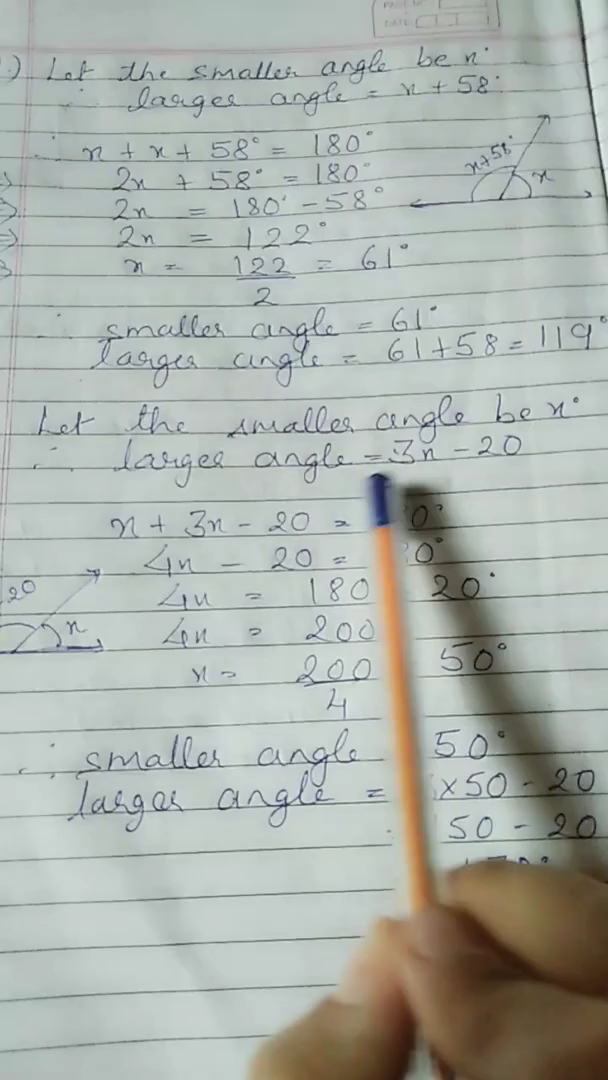 ) Let the smaller angle be x°
∴ larger angle = x + 58°
∴ x + x + 58° = 180°
2x + 58° = 180°
2x = 180° - 58°
2x = 122°
x = 122/2 = 61°
x+58°
x
∴ smaller angle = 61°
larger angle = 61+58 = 119°
Let the smaller angle be x°
∴ larger angle = 3x - 20
x + 3x - 20 = 0°
4x - 20 = 0°
4x = 180 20°
4x = 200
x = 200/4 50°
20
x
∴ smaller angle 50°
larger angle = x50 - 20
50 - 20